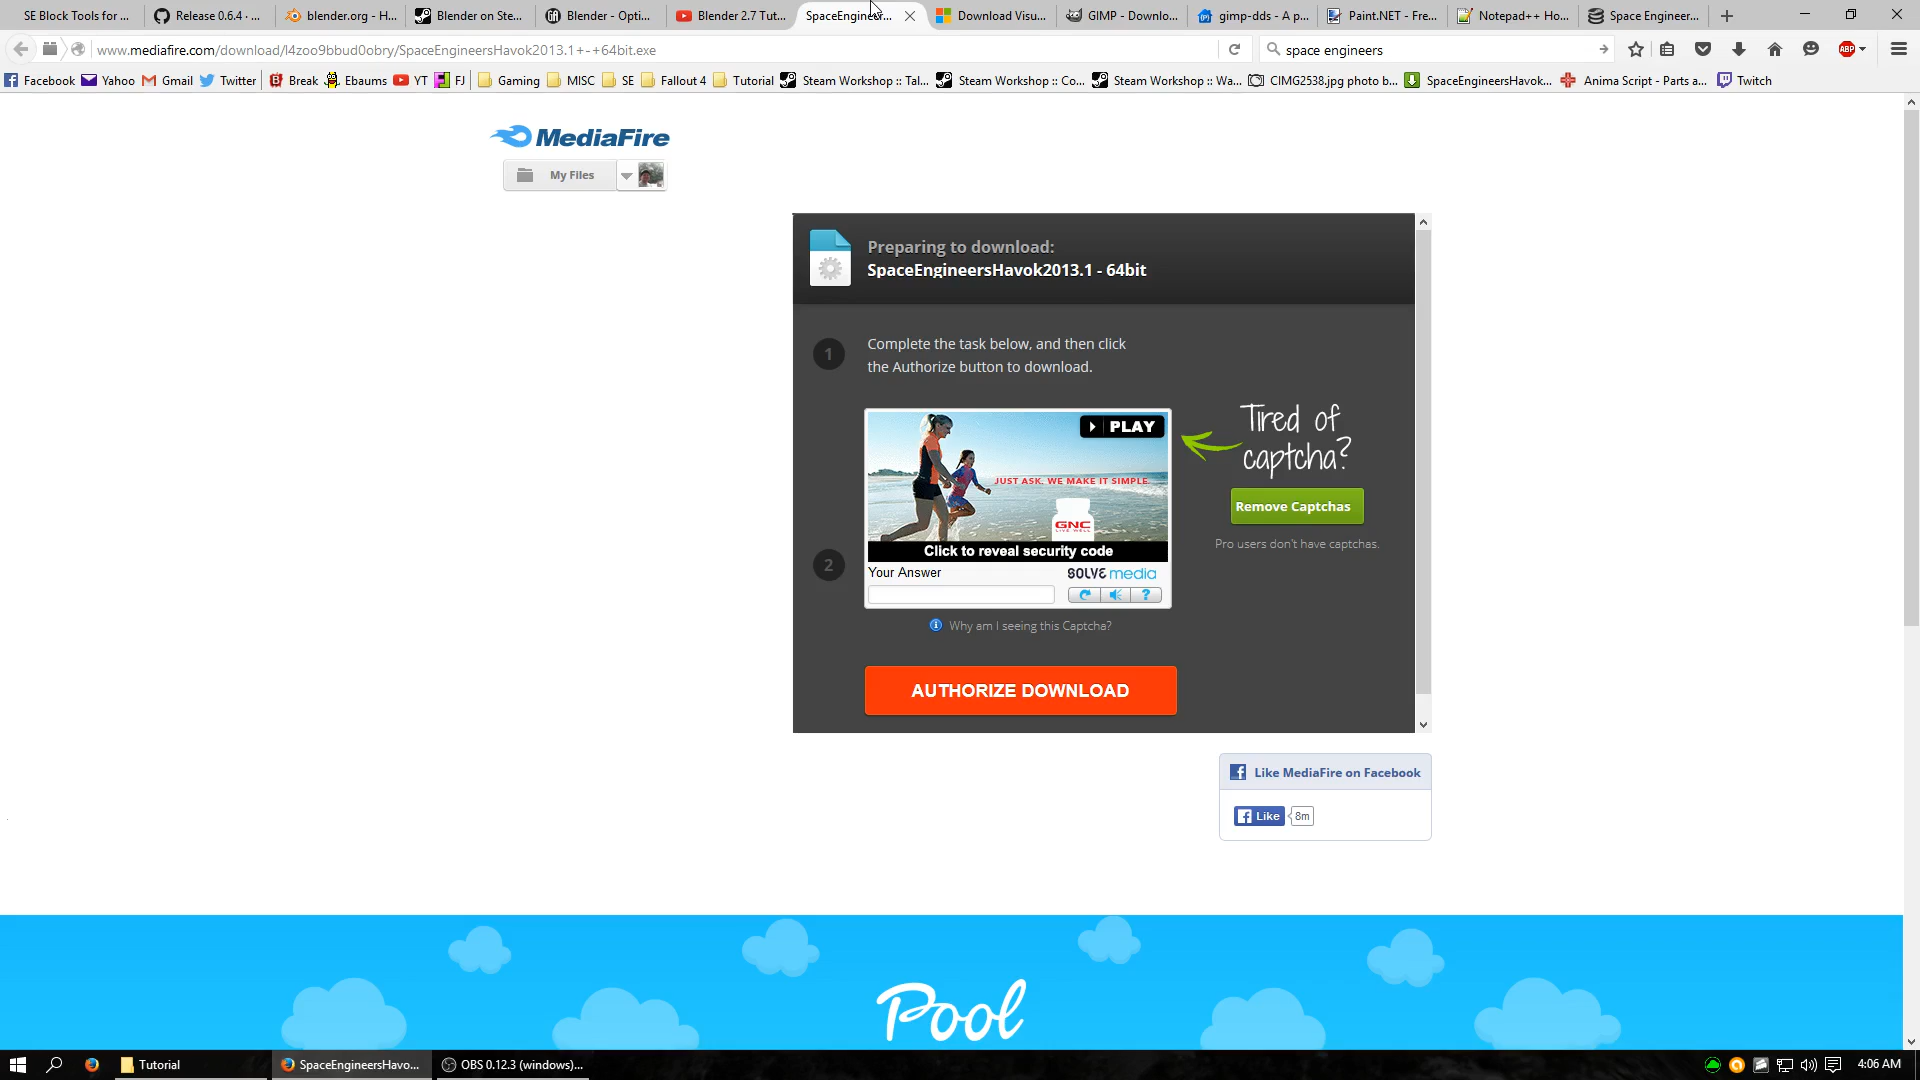 SE Block Tools for ...
Release 0.6.4 · ...
blender.org - H...
Blender on Ste...
Blender - Opti...
Blender 2.7 Tut...
SpaceEngineer...
Download Visu...
GIMP - Downlo...
gimp-dds - A p...
Paint.NET - Fre...
Notepad++ Ho...
Space Engineer...
www.mediafire.com/download/l4zoo9bbud0obry/SpaceEngineersHavok2013.1+-+64bit.exe
space engineers
ABP
Facebook
Yahoo
Gmail
Twitter
Break
Ebaums
YT
FJ
Gaming
MISC
SE
Fallout 4
Tutorial
Steam Workshop :: Tal...
Steam Workshop :: Co...
Steam Workshop :: Wa...
CIMG2538.jpg photo b...
SpaceEngineersHavok...
Anima Script - Parts a...
Twitch
MediaFire
My Files
Preparing to download:
SpaceEngineersHavok2013.1 - 64bit
1
Complete the task below, and then click
the Authorize button to download.
PLAY
JUST ASK, WE MAKE IT SIMPLE.
GNC
LIVE WELL
Click to reveal security code
Tired of
captcha?
Remove Captchas
Pro users don't have captchas.
2
Your Answer
SOLVE media
?
Why am I seeing this Captcha?
AUTHORIZE DOWNLOAD
Like MediaFire on Facebook
Like
8m
Pool
Tutorial
SpaceEngineersHavo...
OBS 0.12.3 (windows)...
4:06 AM